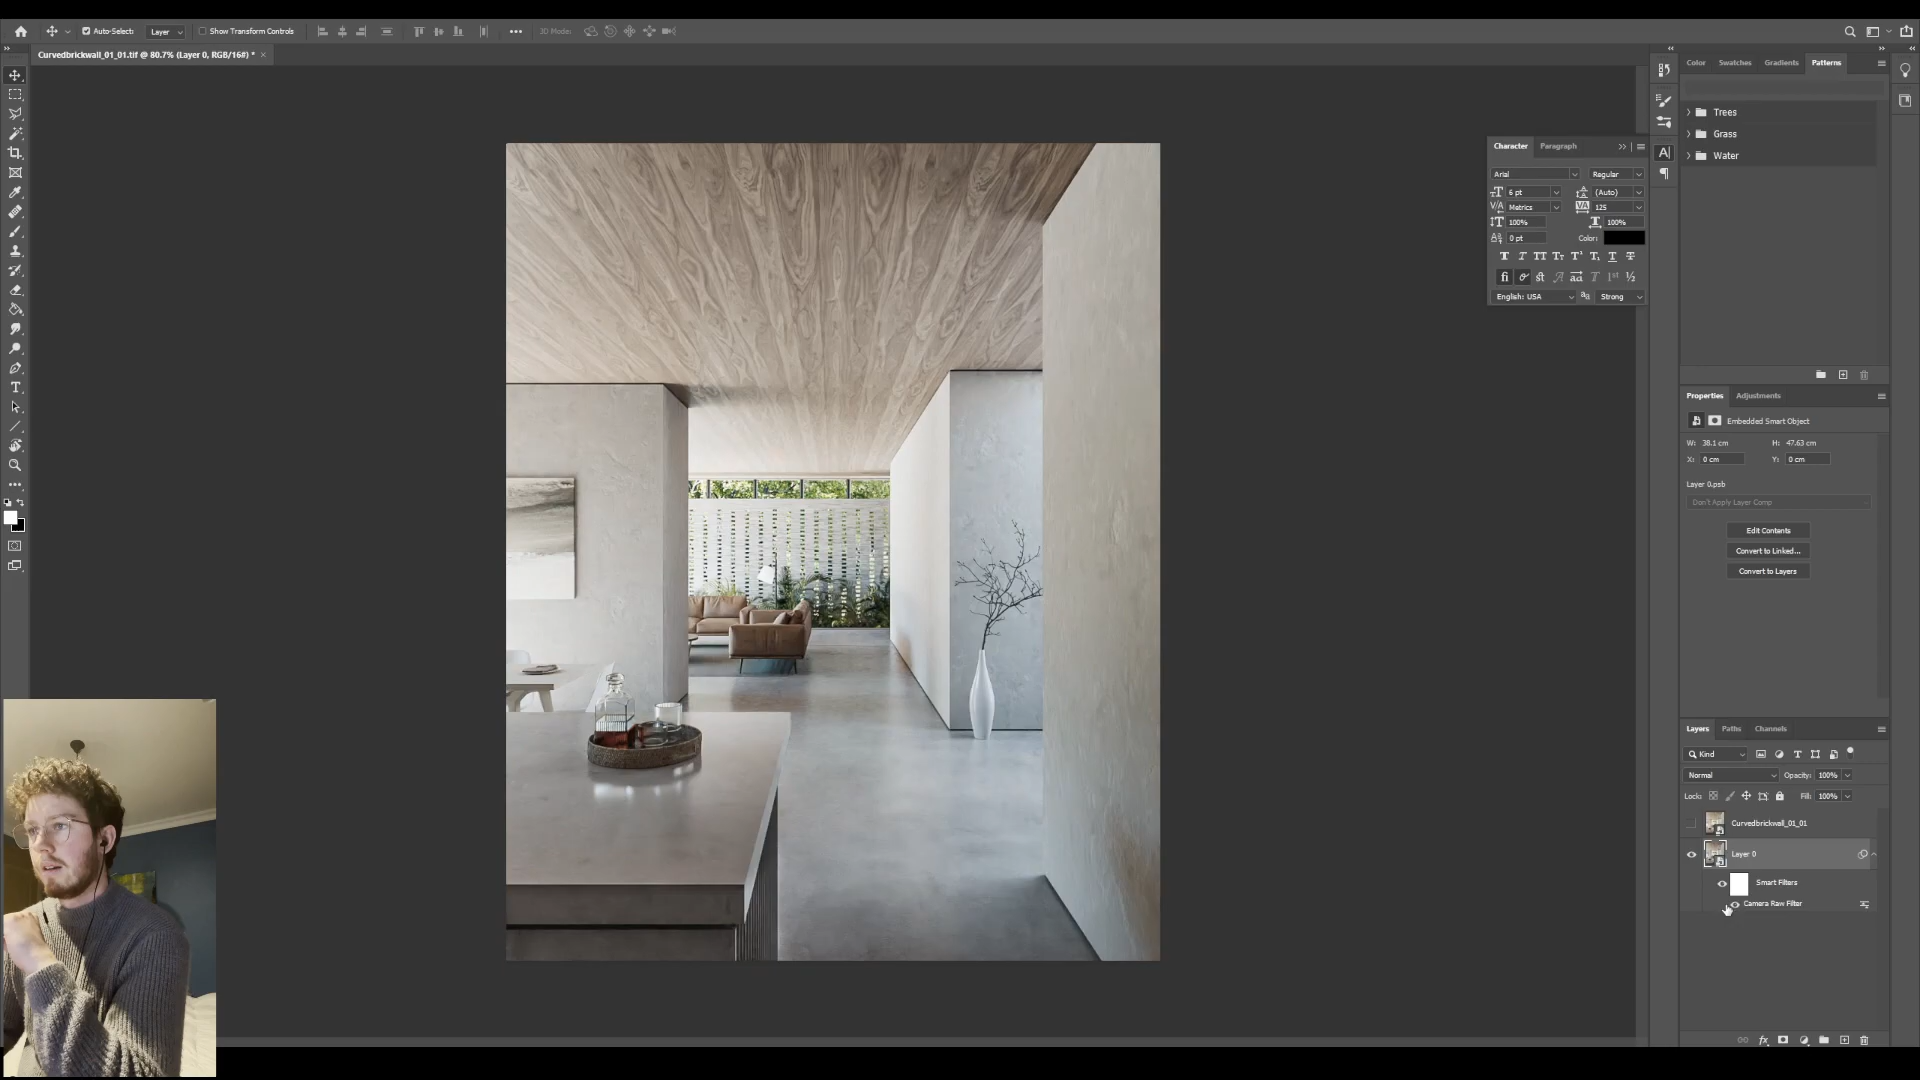 Auto-Select:
Layer
Show Transform Controls
3D Mode:
Curvedbrickwall_01_01.tif @ 80.7% (Layer 0, RGB/16#) *
Color
Swatches
Gradients
Patterns
Trees
Grass
Water
Character
Paragraph
Arial
Regular
6 pt
(Auto)
Metrics
125
100%
100%
0 pt
Color:
English: USA
Strong
Properties
Adjustments
Embedded Smart Object
W: 38.1 cm
H: 47.63 cm
X: 0 cm
Y: 0 cm
Layer 0.psb
Don't Apply Layer Comp
Edit Contents
Convert to Linked...
Convert to Layers
Layers
Paths
Channels
Kind
Normal
Opacity: 100%
Lock:
Fill: 100%
Curvedbrickwall_01_01
Layer 0
Smart Filters
Camera Raw Filter